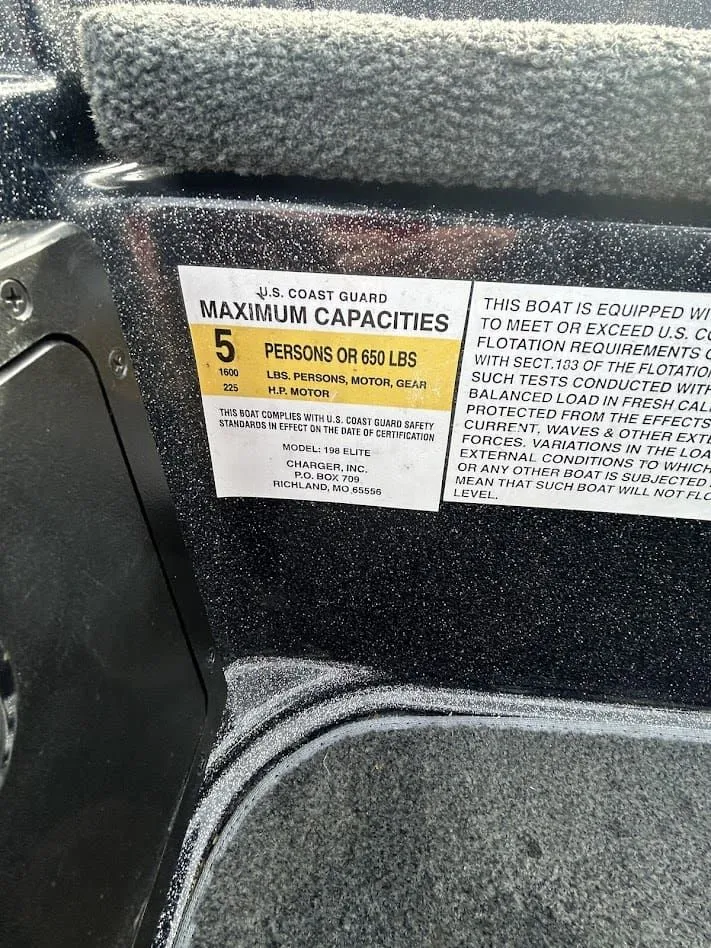 U.S. COAST GUARD
MAXIMUM CAPACITIES
5 PERSONS OR 650 LBS
1600 LBS. PERSONS, MOTOR, GEAR
225 H.P. MOTOR
THIS BOAT COMPLIES WITH U.S. COAST GUARD SAFETY
STANDARDS IN EFFECT ON THE DATE OF CERTIFICATION
MODEL: 198 ELITE
CHARGER, INC.
P.O. BOX 709
RICHLAND, MO 65556
THIS BOAT IS EQUIPPED
TO MEET OR EXCEED U.S.
FLOTATION REQUIREMENTS
WITH SECT.183 OF THE
SUCH TESTS CONDUCTED
BALANCED LOAD IN FRESH
PROTECTED FROM THE EFFECTS
CURRENT, WAVES & OTHER
FORCES. VARIATIONS IN THE
EXTERNAL CONDITIONS TO WHICH
OR ANY OTHER BOAT IS SUBJECTED
MEAN THAT SUCH BOAT WILL NOT
LEVEL.